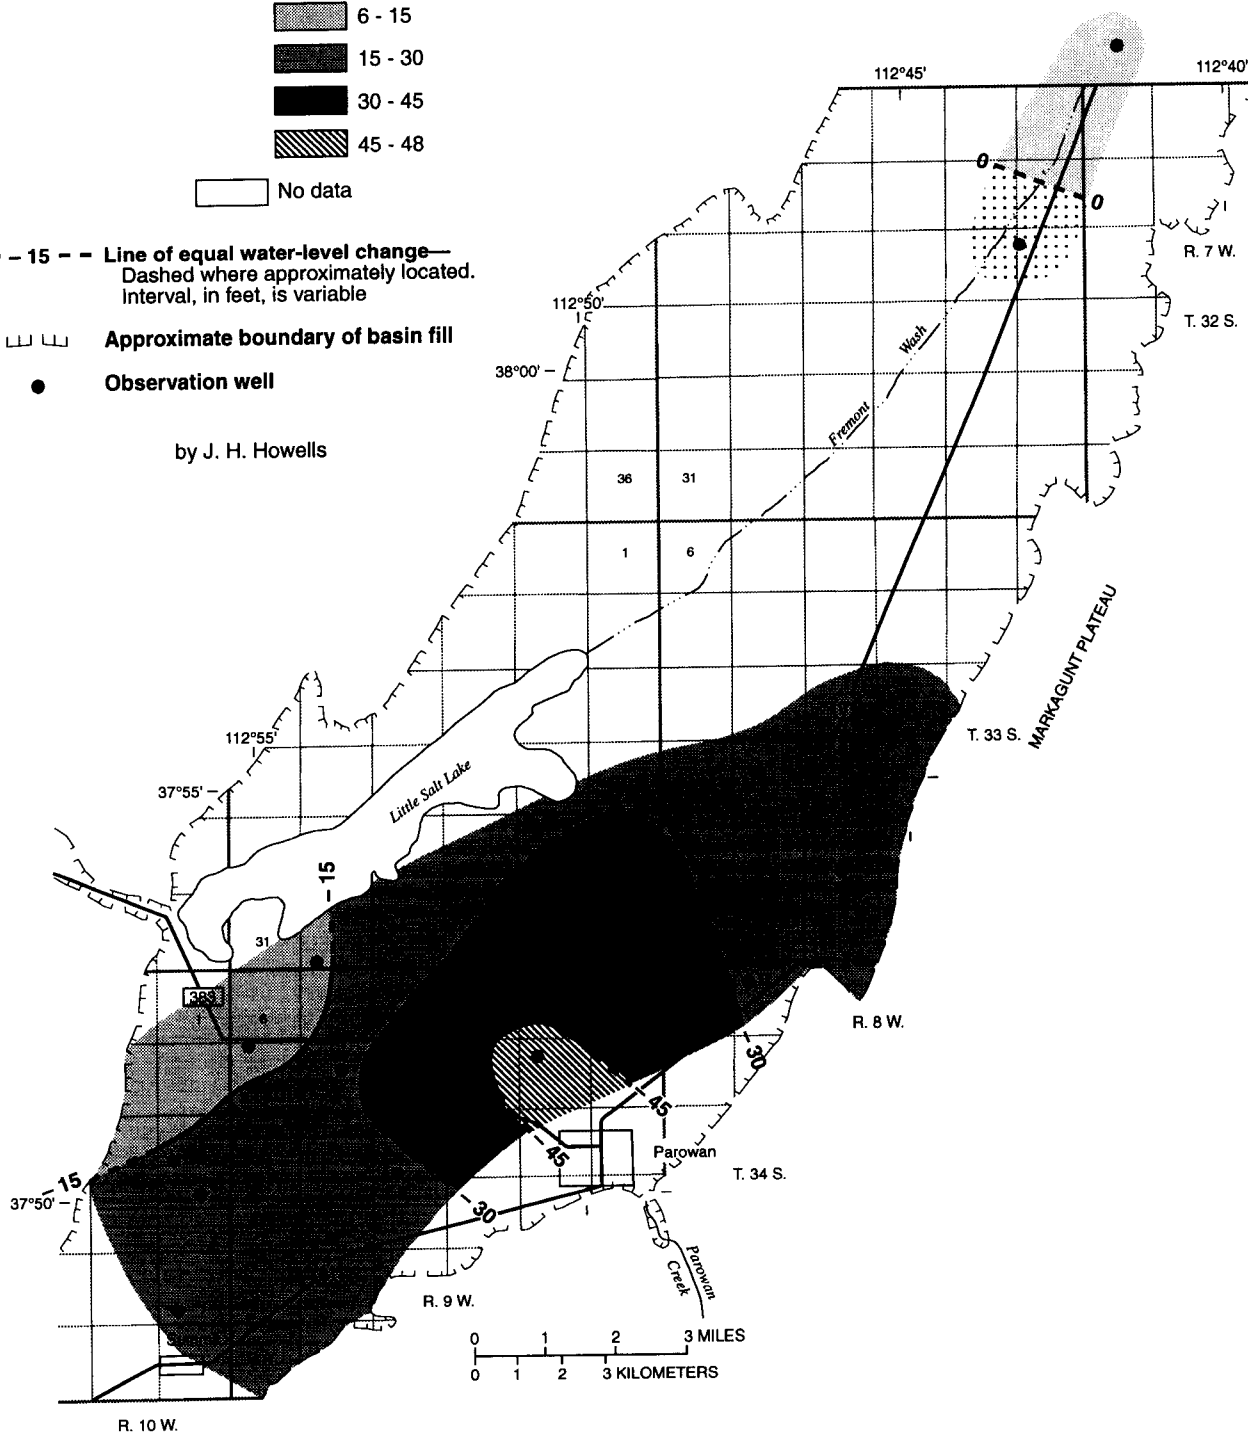 6 - 15
15 - 30
30 - 45
45 - 48
No data
- 15 - - Line of equal water-level change—
Dashed where approximately located.
Interval, in feet, is variable
Approximate boundary of basin fill
Observation well
by J. H. Howells
112°45'
112°40'
0
0
R. 7 W.
112°50'
T. 32 S.
38°00'
Wash
Fremont
36 31
1 6
MARKAGUNT PLATEAU
T. 33 S.
112°55'
37°55'
Little Salt Lake
-15
31
389
1 6
R. 8 W.
-30
-45
-45
Parowan
T. 34 S.
-15
37°50'
-30
Parowan
Creek
R. 9 W.
0 1 2 3 MILES
0 1 2 3 KILOMETERS
R. 10 W.